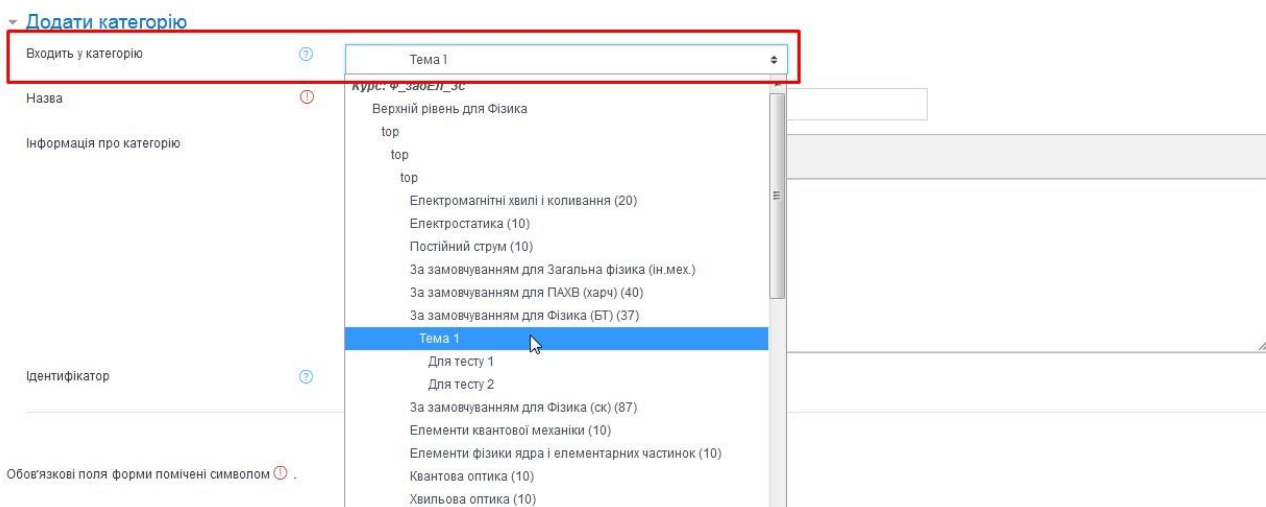 Додати категорію
Входить у категорію
Тема 1
Курс: Ф_заоЕЛ_3с
Назва
Верхній рівень для Фізика
top
Інформація про категорію
top
top
Електромагнітні хвилі і коливання (20)
Електростатика (10)
Постійний струм (10)
За замовчуванням для Загальна фізика (ін.мех.)
За замовчуванням для ПАХВ (харч) (40)
За замовчуванням для Фізика (БТ) (37)
Тема 1
Для тесту 1
Ідентифікатор
Для тесту 2
За замовчуванням для Фізика (ск) (87)
Елементи квантової механіки (10)
Елементи фізики ядра і елементарних частинок (10)
Обов'язкові поля форми помічені символом .
Квантова оптика (10)
Хвильова оптика (10)